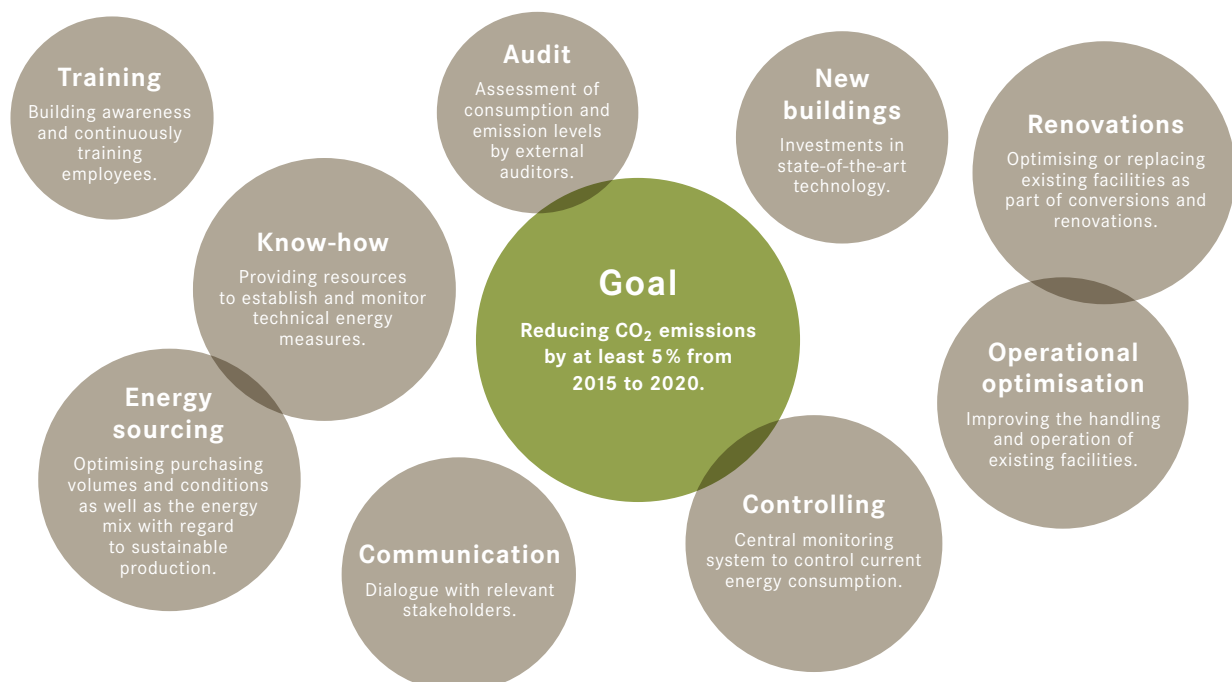 Training
Building awareness
and continuously
training
employees.
Audit
Assessment of
consumption and
emission levels
by external
auditors.
New
buildings
Investments in
state-of-the-art
technology.
Renovations
Optimising or replacing
existing facilities as
part of conversions and
renovations.
Know-how
Providing resources
to establish and monitor
technical energy
measures.
Goal
Reducing CO₂ emissions
by at least 5% from
2015 to 2020.
Operational
optimisation
Improving the handling
and operation of
existing facilities.
Energy
sourcing
Optimising purchasing
volumes and conditions
as well as the energy
mix with regard
to sustainable
production.
Communication
Dialogue with relevant
stakeholders.
Controlling
Central monitoring
system to control current
energy consumption.